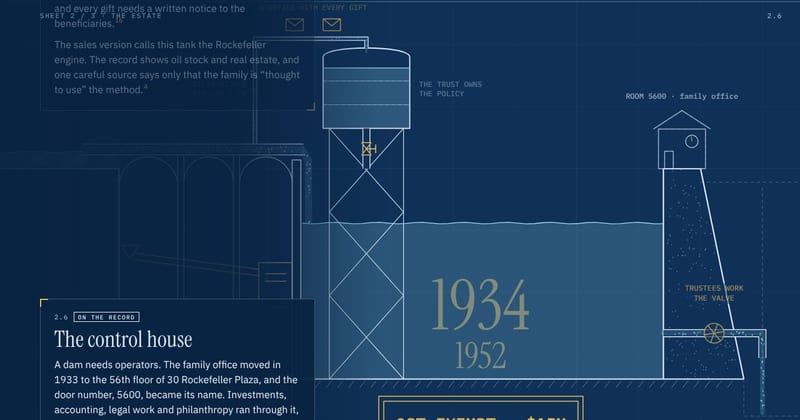 and every gift needs a written notice to the
beneficiaries.
SHEET 2 / 3 · THE ESTATE
WITH EVERY GIFT
2.6
The sales version calls this tank the Rockefeller
engine. The record shows oil stock and real estate, and
one careful source says only that the family is “thought
to use” the method.⁴
THE TRUST OWNS
THE POLICY
ROOM 5600 · family office
TRUSTEES WORK
THE VALVE
1934
1952
2.6 ON THE RECORD
The control house
A dam needs operators. The family office moved in
1933 to the 56th floor of 30 Rockefeller Plaza, and the
door number, 5600, became its name. Investments,
accounting, legal work and philanthropy ran through it,